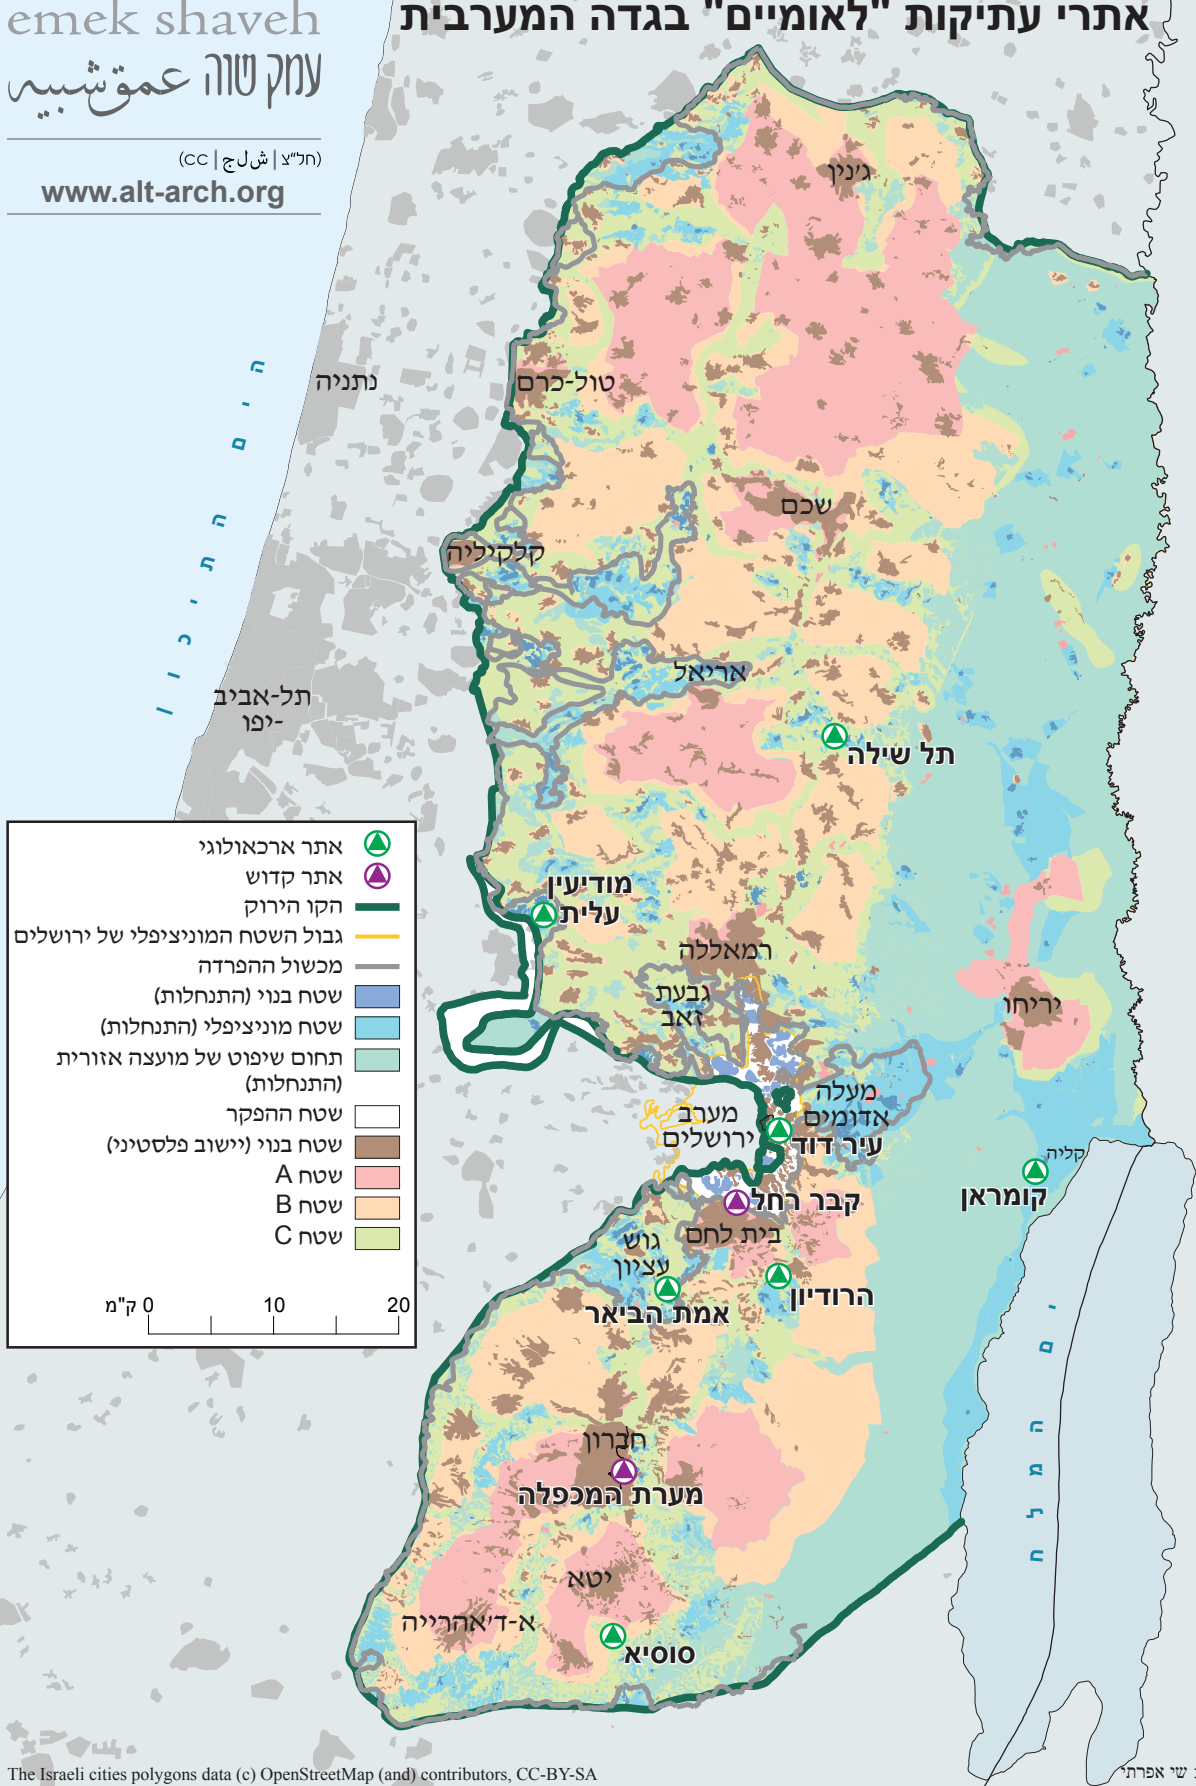 אתרי עתיקות "לאומיים" בגדה המערבית
emek shaveh
עמק שווה عمق شبيه
(חל"צ | ش ل ج | CC)
www.alt-arch.org
ג'נין
נתניה
טול-כרם
הים התיכון
שכם
קלקיליה
אריאל
תל-אביב
-יפו
תל שילה
אתר ארכאולוגי
אתר קדוש
הקו הירוק
גבול השטח המוניציפלי של ירושלים
מכשול ההפרדה
שטח בנוי (התנחלות)
שטח מוניציפלי (התנחלות)
תחום שיפוט של מועצה אזורית
(התנחלות)
שטח ההפקר
שטח בנוי (יישוב פלסטיני)
שטח A
שטח B
שטח C
0 10 20 ק"מ
מודיעין
עלית
רמאללה
גבעת
זאב
יריחו
מעלה
אדומים
מערב
ירושלים
עיר דוד
קליה
קומראן
קבר רחל
בית לחם
גוש
עציון
הרודיון
אמת הביאר
ים המלח
חברון
מערת המכפלה
יטא
א-ד'אהרייה
סוסיא
The Israeli cities polygons data (c) OpenStreetMap (and) contributors, CC-BY-SA
: שי אפרתי